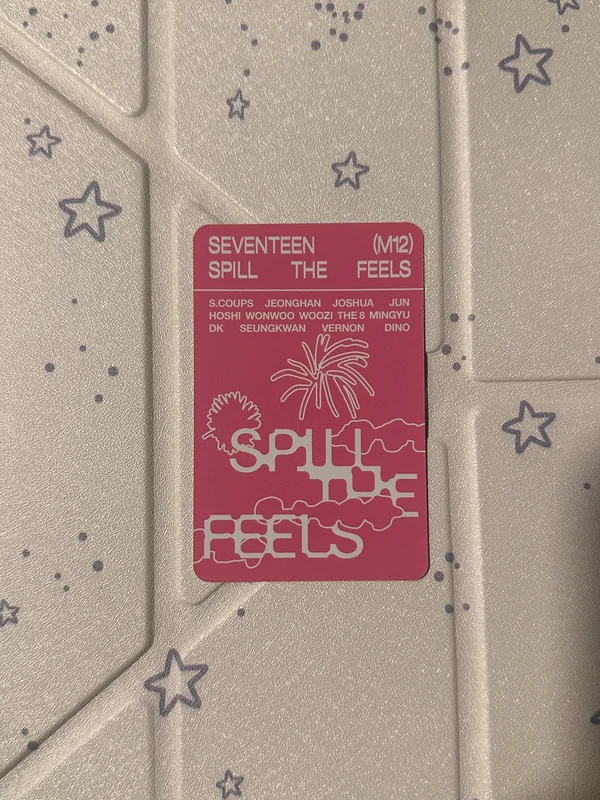 SEVENTEEN (M12)
SPILL THE FEELS
S.COUPS JEONGHAN JOSHUA JUN
HOSHI WONWOO WOOZI THE 8 MINGYU
DK SEUNGKWAN VERNON DINO
SPILL
THE
FEELS